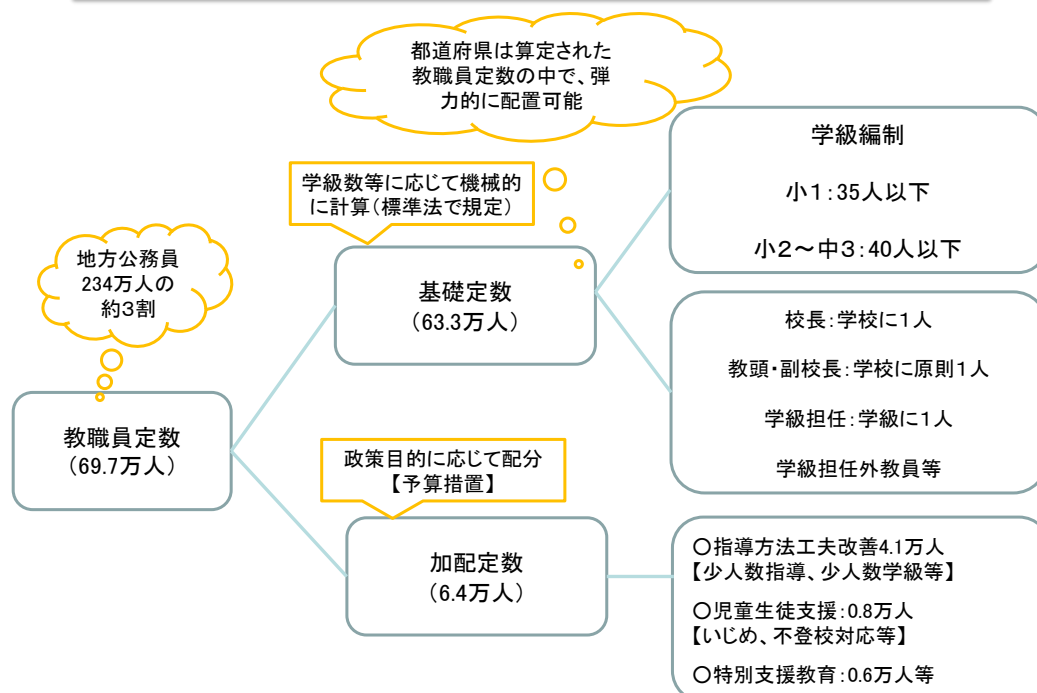 都道府県は算定された
教職員定数の中で、弾
力的に配置可能
学級編制
小1：35人以下
小２～中３：40人以下
学級数等に応じて機械的
に計算（標準法で規定）
地方公務員
234万人の
約３割
基礎定数
（63.3万人）
校長：学校に１人
教頭・副校長：学校に原則１人
学級担任：学級に１人
学級担任外教員等
教職員定数
（69.7万人）
政策目的に応じて配分
【予算措置】
加配定数
（6.4万人）
○指導方法工夫改善4.1万人
【少人数指導、少人数学級等】
○児童生徒支援：0.8万人
【いじめ、不登校対応等】
○特別支援教育：0.6万人等